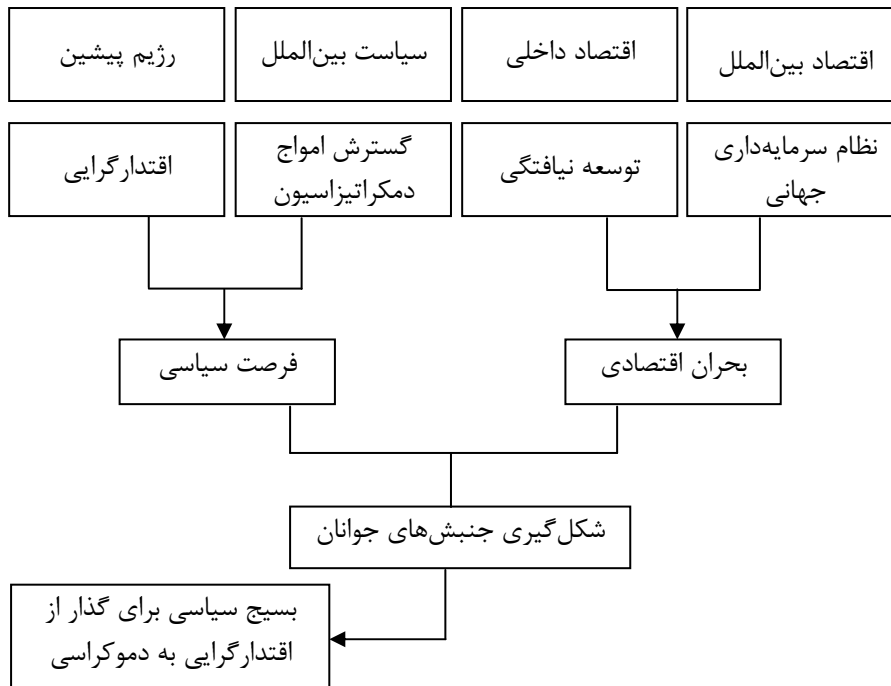 اقتصاد بین‌الملل
اقتصاد داخلی
سیاست بین‌الملل
رژیم پیشین
نظام سرمایه‌داری
جهانی
توسعه نیافتگی
گسترش امواج
دمکراتیزاسیون
اقتدارگرایی
بحران اقتصادی
فرصت سیاسی
شکل‌گیری جنبش‌های جوانان
بسیج سیاسی برای گذار از
اقتدارگرایی به دموکراسی